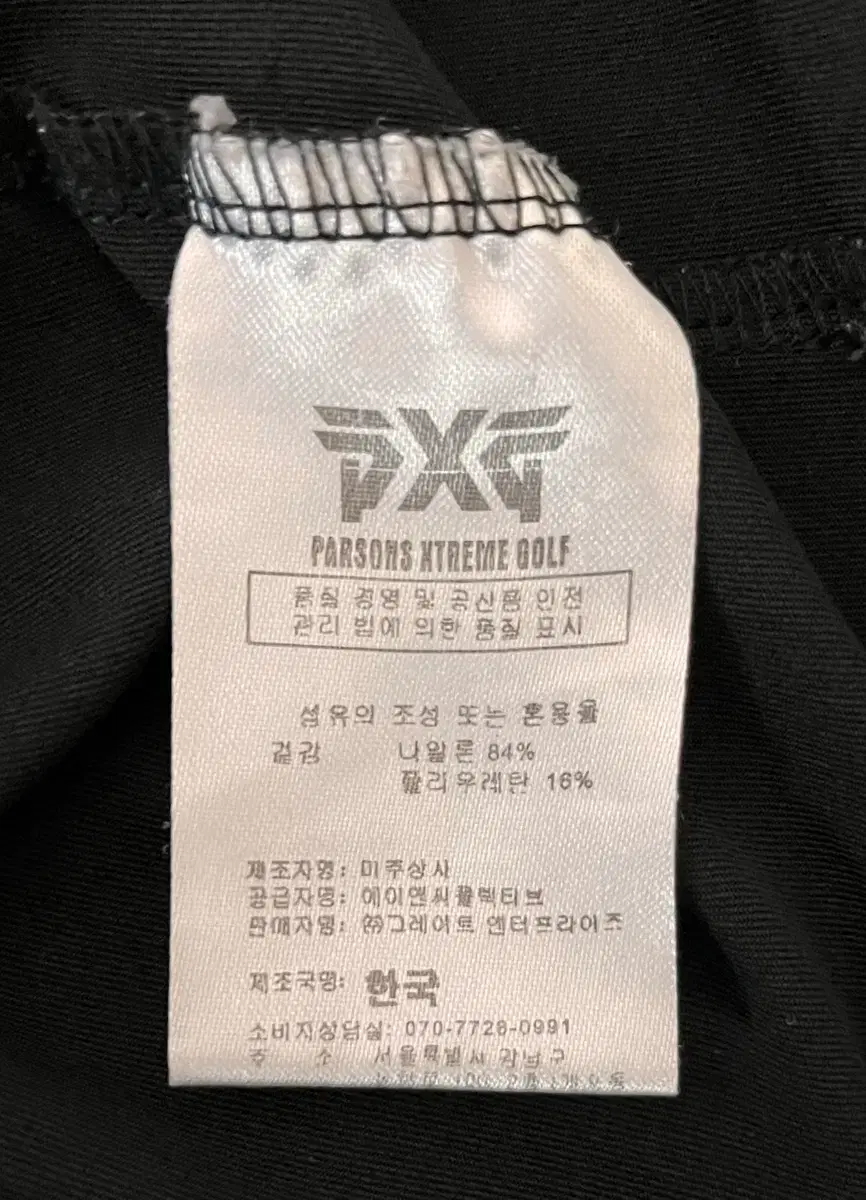 PXG
PARSONS XTREME GOLF
품질 경영 및 공산품 안전
관리 법에 의한 품질 표시
섬유의 조성 또는 혼용율
겉감 나일론 84%
폴리우레탄 16%
제조자명: 미주상사
공급자명: 에이앤씨콜렉티브
판매자명: ㈜그레이트 엔터프라이즈
제조국명: 한국
소비자상담실: 070-7728-0991
주 소 서울특별시 강남구